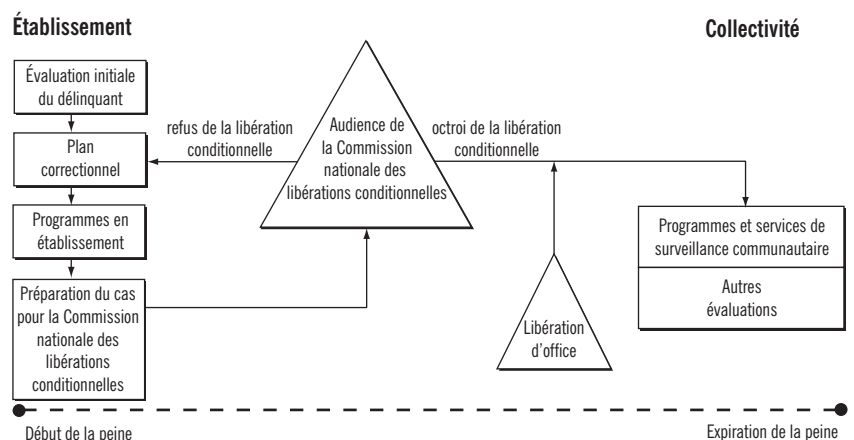 Établissement
Collectivité
Évaluation initiale
du délinquant
Plan
correctionnel
Programmes en
établissement
Préparation du cas
pour la Commission
nationale des
libérations
conditionnelles
refus de la libération
conditionnelle
Audience de
la Commission
nationale des
libérations conditionnelles
octroi de la libération
conditionnelle
Libération
d'office
Programmes et services de
surveillance communautaire
Autres
évaluations
Début de la peine
Expiration de la peine